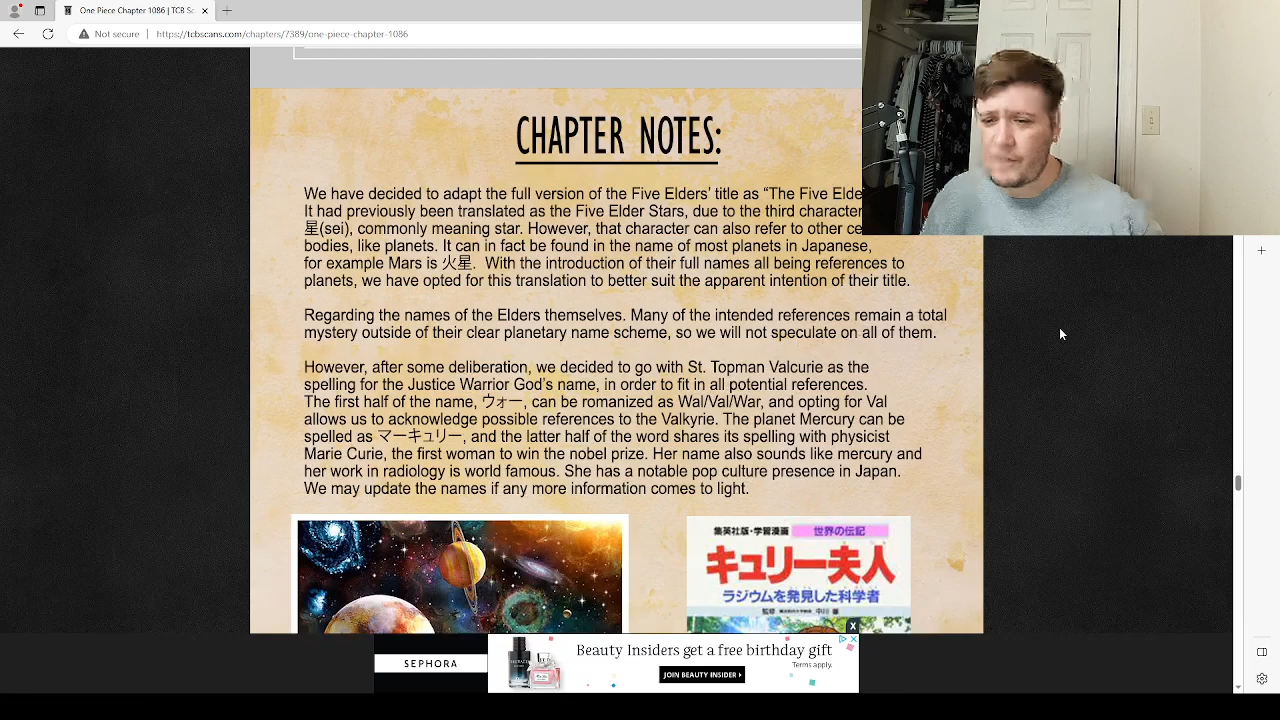 One Piece Chapter 1086 | TCB Sc
Not secure
https://tcbscans.com/chapters/7389/one-piece-chapter-1086
CHAPTER NOTES:
We have decided to adapt the full version of the Five Elders' title as “The Five Elde
It had previously been translated as the Five Elder Stars, due to the third character
星(sei), commonly meaning star. However, that character can also refer to other ce
bodies, like planets. It can in fact be found in the name of most planets in Japanese,
for example Mars is 火星. With the introduction of their full names all being references to
planets, we have opted for this translation to better suit the apparent intention of their title.
Regarding the names of the Elders themselves. Many of the intended references remain a total
mystery outside of their clear planetary name scheme, so we will not speculate on all of them.
However, after some deliberation, we decided to go with St. Topman Valcurie as the
spelling for the Justice Warrior God's name, in order to fit in all potential references.
The first half of the name, ウォー, can be romanized as Wal/Val/War, and opting for Val
allows us to acknowledge possible references to the Valkyrie. The planet Mercury can be
spelled as マーキュリー, and the latter half of the word shares its spelling with physicist
Marie Curie, the first woman to win the nobel prize. Her name also sounds like mercury and
her work in radiology is world famous. She has a notable pop culture presence in Japan.
We may update the names if any more information comes to light.
集英社版・学習漫画 世界の伝記
キュリー夫人
ラジウムを発見した科学者
SEPHORA
Beauty Insiders get a free birthday gift
Terms apply.
JOIN BEAUTY INSIDER
X